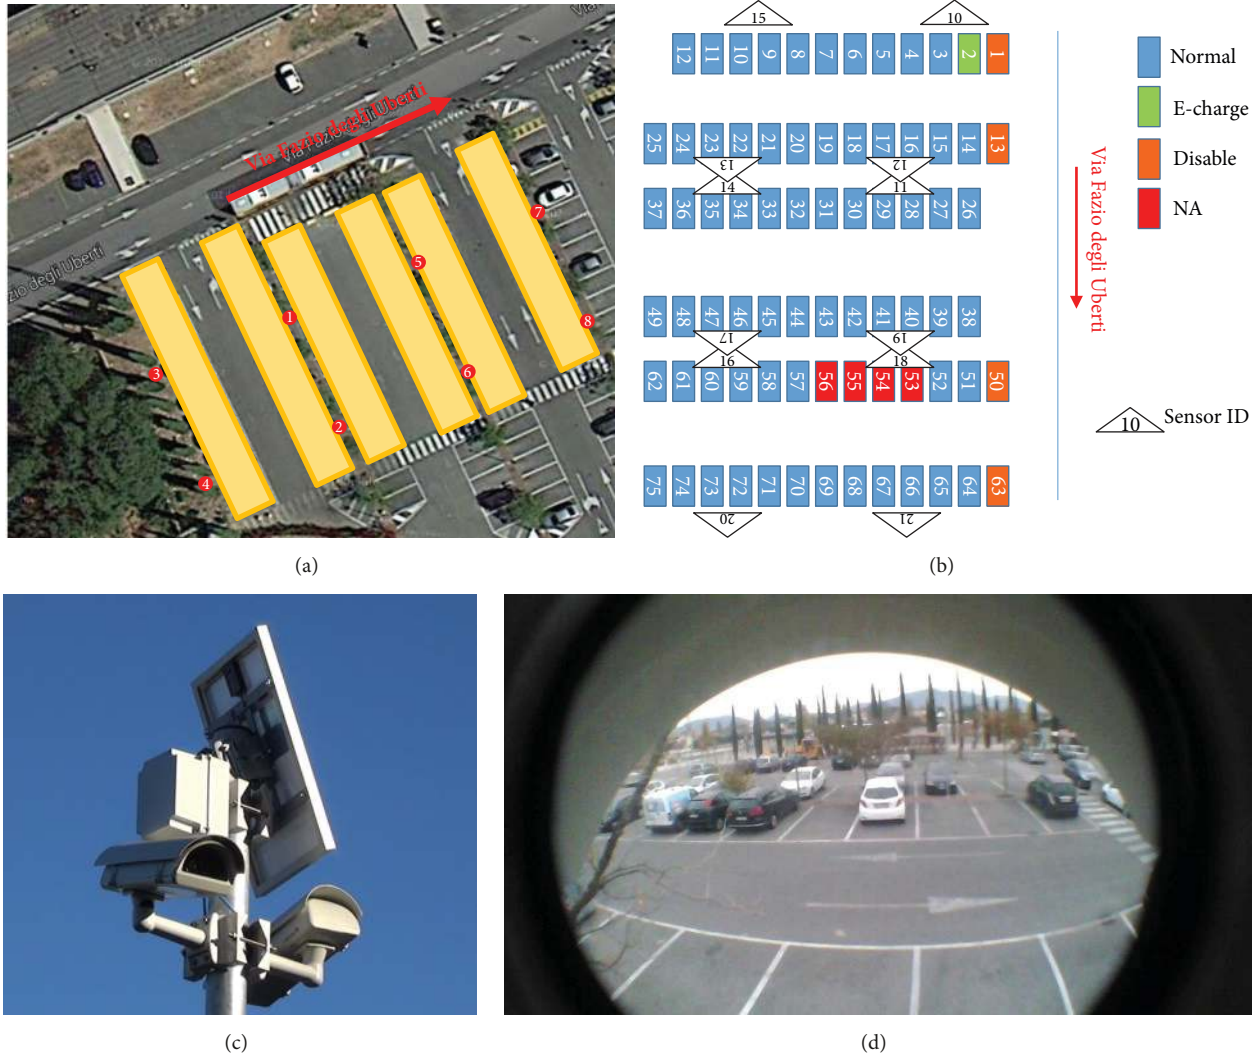 Via Fazio degli Uberti
Via Fazio degli Uberti
degli Uberti
3
4
1
2
5
6
7
8
(a)
15 10
12 11 10 9 8 7 6 5 4 3 2 1
25 24 23 22 21 20 19 18 17 16 15 14 13
13 12
14 11
37 36 35 34 33 32 31 30 29 28 27 26
49 48 47 46 45 44 43 42 41 40 39 38
17 19
16 18
62 61 60 59 58 57 56 55 54 53 52 51 50
75 74 73 72 71 70 69 68 67 66 65 64 63
20 21
Via Fazio degli Uberti
Normal
E-charge
Disable
NA
10 Sensor ID
(b)
(c)
(d)